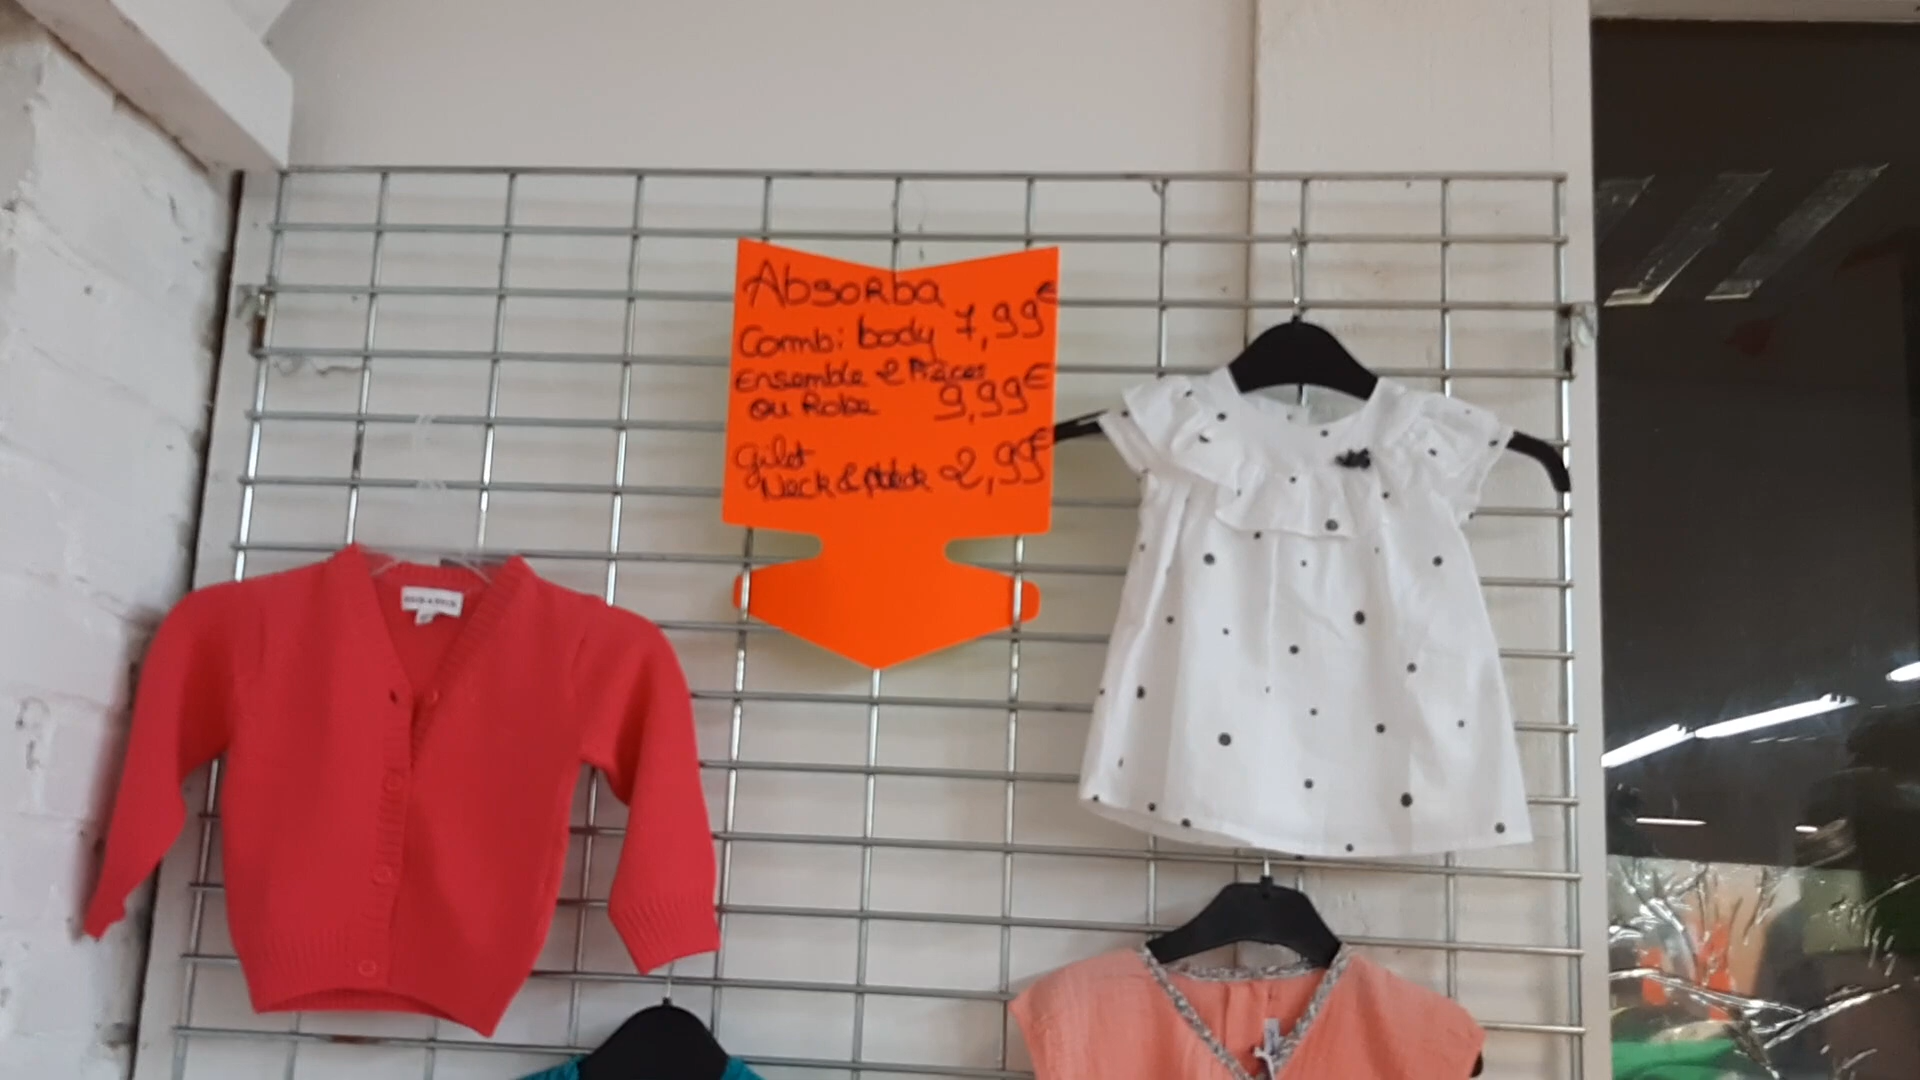 Absorba
Combi body 7,99€
Ensemble 2 Pièces
ou Robe 9,99€
Gilet
Neck & Neck 2,99€